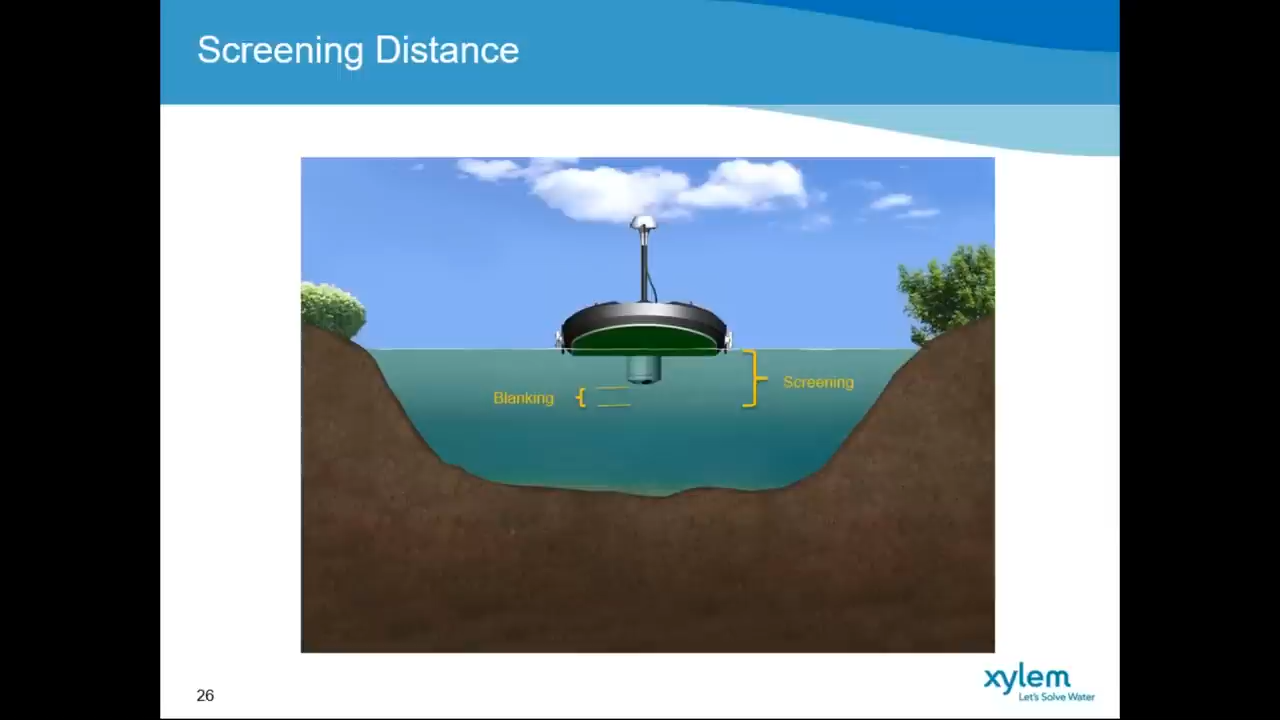 Screening Distance
Screening
Blanking
26
xylem
Let's Solve Water